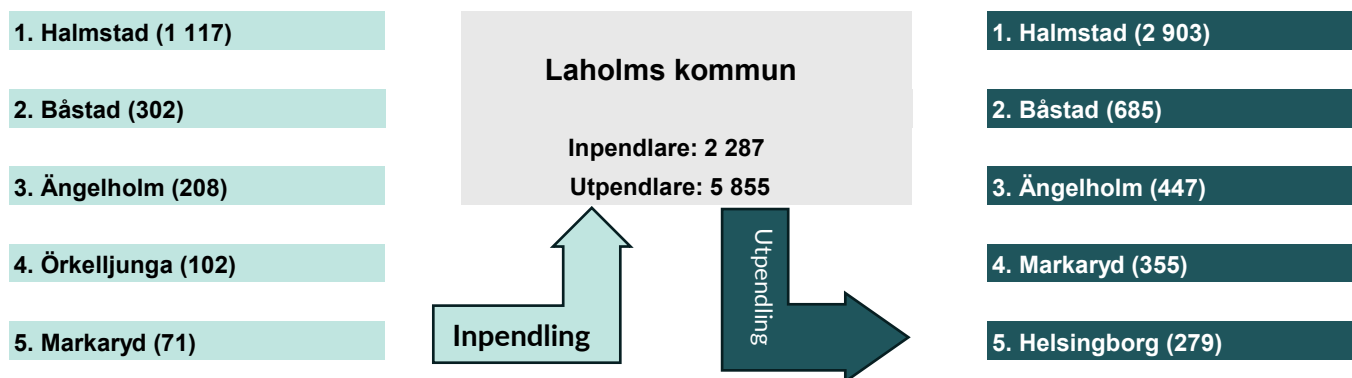 1. Halmstad (1 117)
2. Båstad (302)
3. Ängelholm (208)
4. Örkelljunga (102)
5. Markaryd (71)
Laholms kommun
Inpendlare: 2 287
Utpendlare: 5 855
Inpendling
Utpendling
1. Halmstad (2 903)
2. Båstad (685)
3. Ängelholm (447)
4. Markaryd (355)
5. Helsingborg (279)